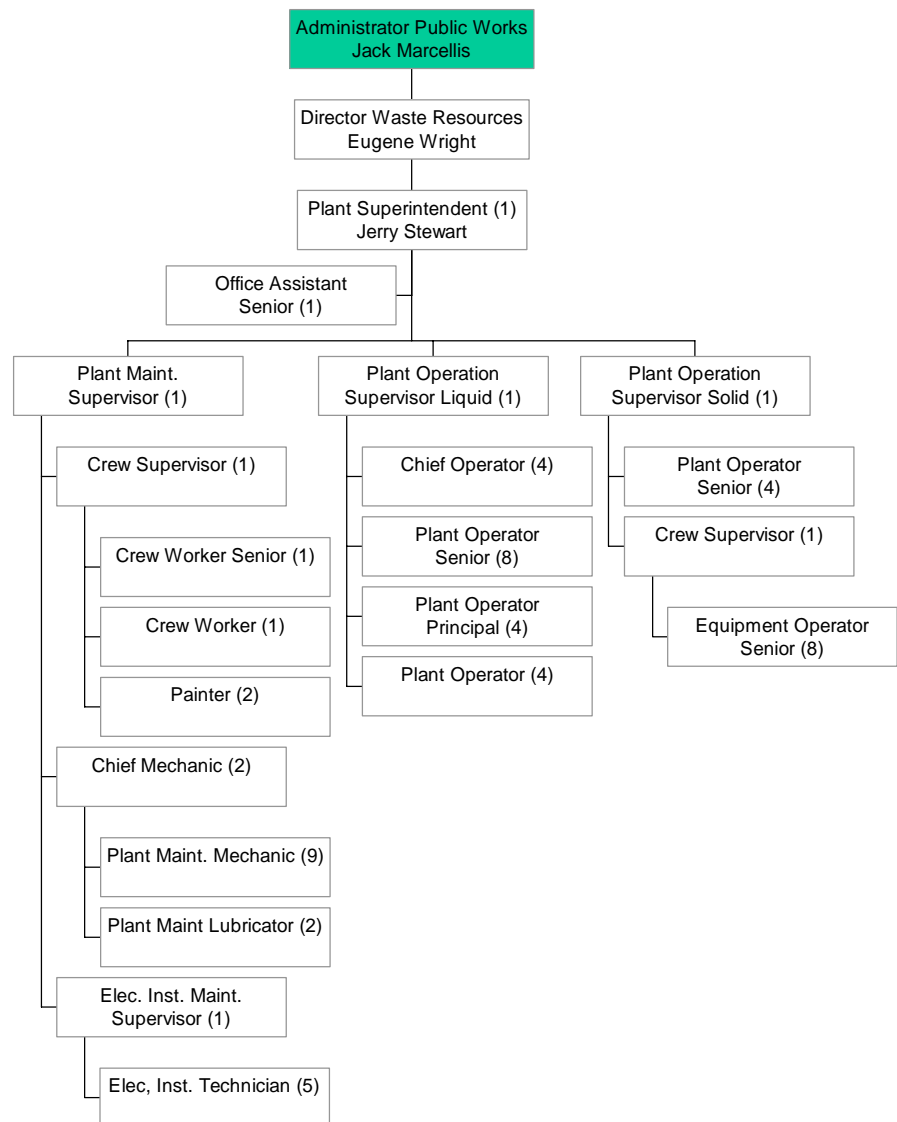 Administrator Public Works
Jack Marcellis
Director Waste Resources
Eugene Wright
Plant Superintendent (1)
Jerry Stewart
Office Assistant
Senior (1)
Plant Maint.
Supervisor (1)
Crew Supervisor (1)
Crew Worker Senior (1)
Crew Worker (1)
Painter (2)
Chief Mechanic (2)
Plant Maint. Mechanic (9)
Plant Maint Lubricator (2)
Elec. Inst. Maint.
Supervisor (1)
Elec, Inst. Technician (5)
Plant Operation
Supervisor Liquid (1)
Chief Operator (4)
Plant Operator
Senior (8)
Plant Operator
Principal (4)
Plant Operator (4)
Plant Operation
Supervisor Solid (1)
Plant Operator
Senior (4)
Crew Supervisor (1)
Equipment Operator
Senior (8)